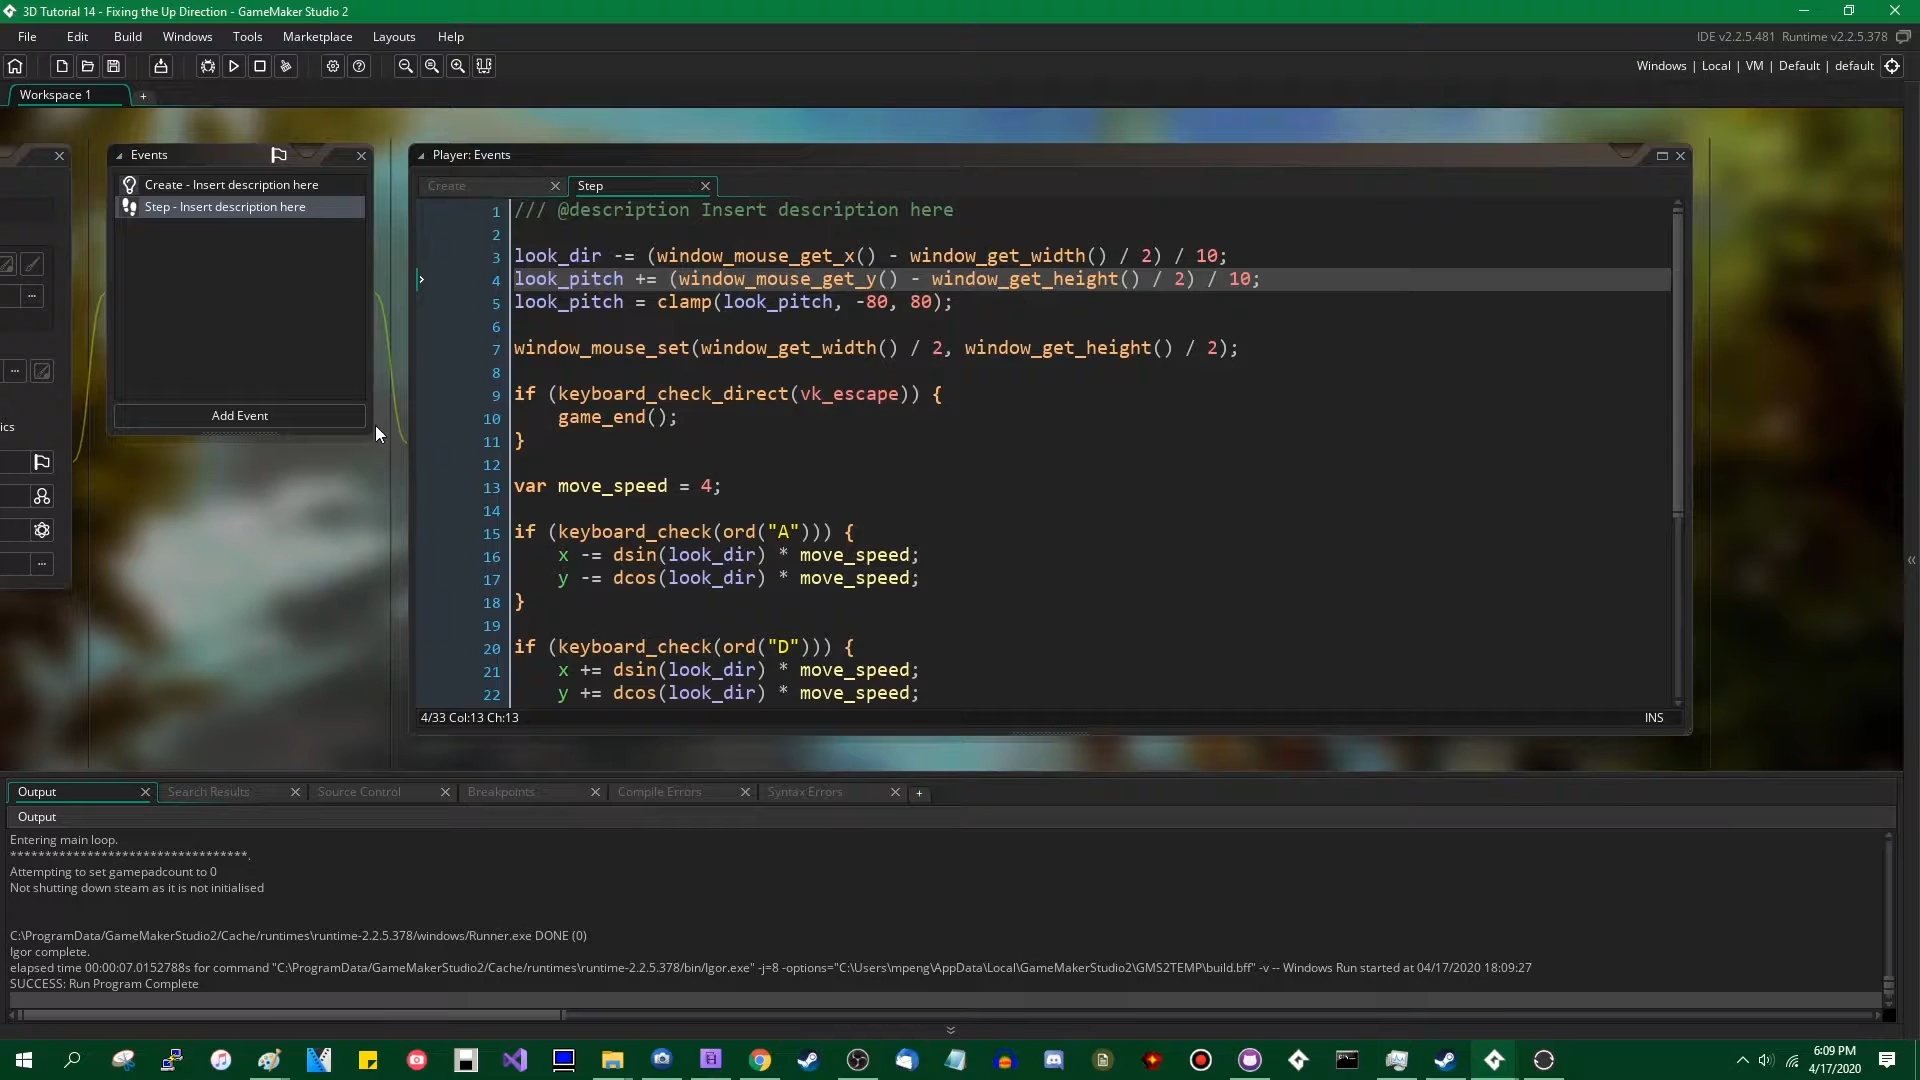 3D Tutorial 14 - Fixing the Up Direction - GameMaker Studio 2
File Edit Build Windows Tools Marketplace Layouts Help
IDE v2.2.5.481 Runtime v2.2.5.378
Windows | Local | VM | Default | default
Workspace 1
Events
Create - Insert description here
Step - Insert description here
Add Event
ics
Player: Events
Create
Step
1 /// @description Insert description here
2
3 look_dir -= (window_mouse_get_x() - window_get_width() / 2) / 10;
4 look_pitch += (window_mouse_get_y() - window_get_height() / 2) / 10;
5 look_pitch = clamp(look_pitch, -80, 80);
6
7 window_mouse_set(window_get_width() / 2, window_get_height() / 2);
8
9 if (keyboard_check_direct(vk_escape)) {
10 game_end();
11 }
12
13 var move_speed = 4;
14
15 if (keyboard_check(ord("A"))) {
16 x -= dsin(look_dir) * move_speed;
17 y -= dcos(look_dir) * move_speed;
18 }
19
20 if (keyboard_check(ord("D"))) {
21 x += dsin(look_dir) * move_speed;
22 y += dcos(look_dir) * move_speed;
4/33 Col:13 Ch:13
INS
Output Search Results Source Control Breakpoints Compile Errors Syntax Errors
Output
Entering main loop.
**********************************.
Attempting to set gamepadcount to 0
Not shutting down steam as it is not initialised
C:\ProgramData/GameMakerStudio2/Cache/runtimes\runtime-2.2.5.378/windows/Runner.exe DONE (0)
Igor complete.
elapsed time 00:00:07.0152788s for command "C:\ProgramData/GameMakerStudio2/Cache/runtimes\runtime-2.2.5.378/bin/Igor.exe" -j=8 -options="C:\Users\mpeng\AppData\Local\GameMakerStudio2\GMS2TEMP\build.bff" -v -- Windows Run started at 04/17/2020 18:09:27
SUCCESS: Run Program Complete
6:09 PM
4/17/2020